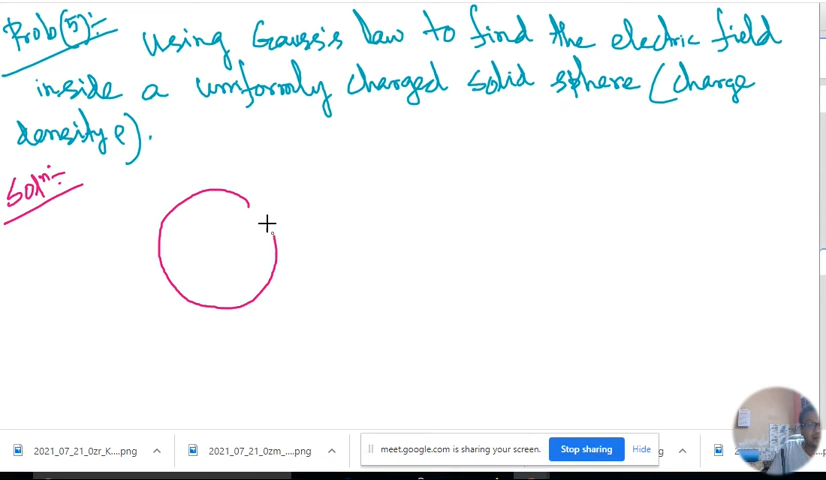 Prob(5):- Using Gauss's law to find the electric field
inside a uniformly charged solid sphere (charge
density ρ).
Solⁿ:-
2021_07_21_0zr_K....png
2021_07_21_0zm_....png
meet.google.com is sharing your screen.
Stop sharing
Hide
g
2